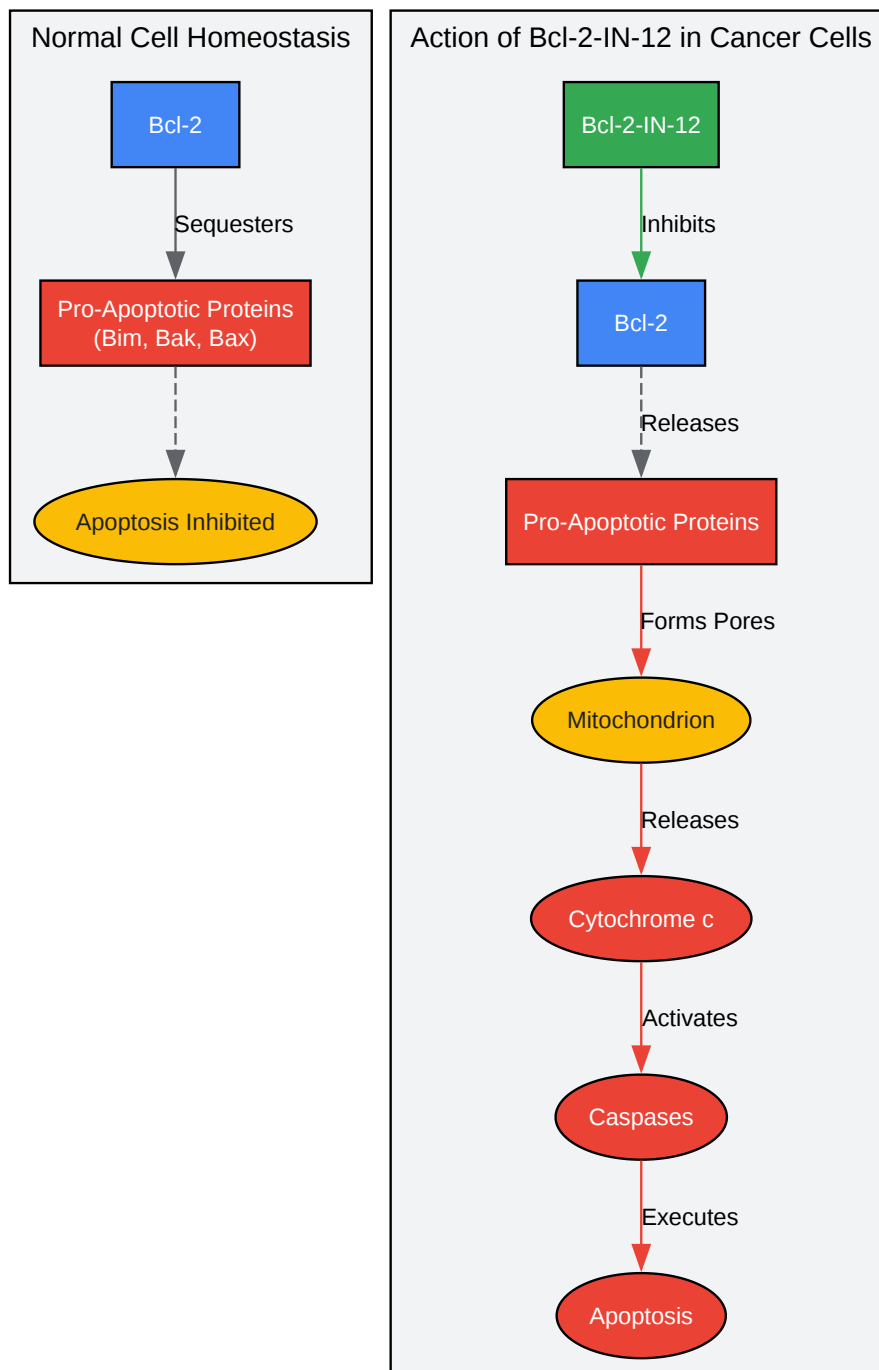 Normal Cell Homeostasis
Bcl-2
Sequesters
Pro-Apoptotic Proteins
(Bim, Bak, Bax)
Apoptosis Inhibited
Action of Bcl-2-IN-12 in Cancer Cells
Bcl-2-IN-12
Inhibits
Bcl-2
Releases
Pro-Apoptotic Proteins
Forms Pores
Mitochondrion
Releases
Cytochrome c
Activates
Caspases
Executes
Apoptosis